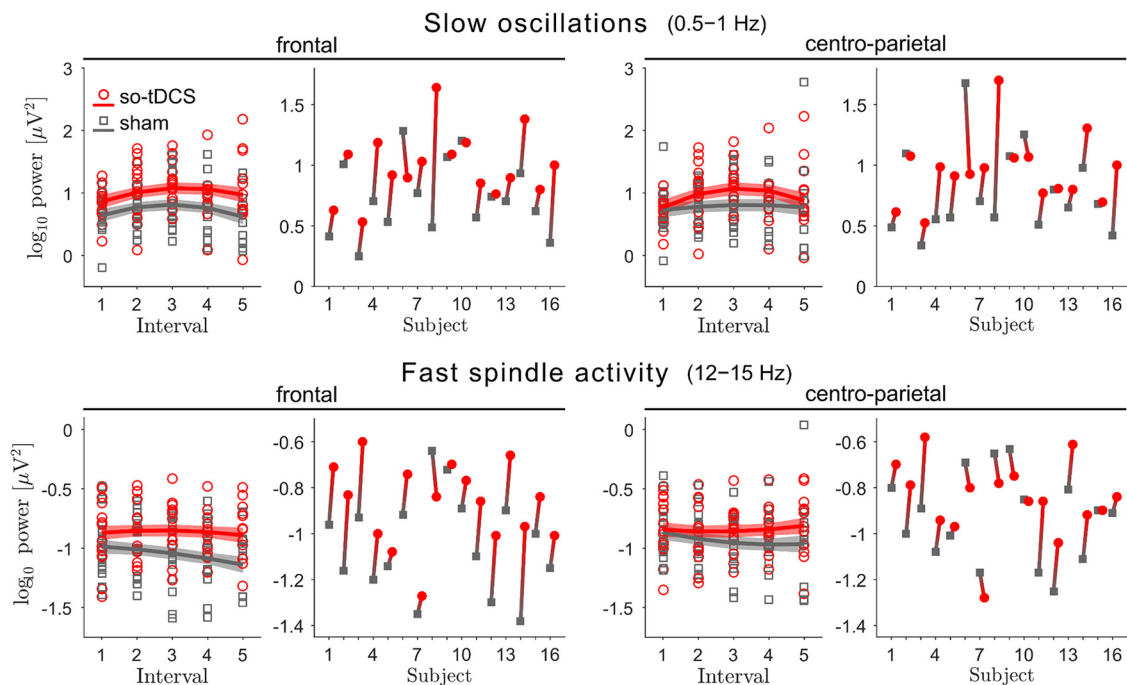 Slow oscillations (0.5−1 Hz)
frontal
centro-parietal
log10 power [µV2]
3
2
1
0
so-tDCS
sham
1 2 3 4 5
Interval
1.5
1
0.5
0
1 4 7 10 13 16
Subject
3
2
1
0
1 2 3 4 5
Interval
1.5
1
0.5
0
1 4 7 10 13 16
Subject
Fast spindle activity (12−15 Hz)
frontal
centro-parietal
log10 power [µV2]
0
-0.5
-1
-1.5
1 2 3 4 5
Interval
-0.6
-0.8
-1
-1.2
-1.4
1 4 7 10 13 16
Subject
0
-0.5
-1
-1.5
1 2 3 4 5
Interval
-0.6
-0.8
-1
-1.2
-1.4
1 4 7 10 13 16
Subject